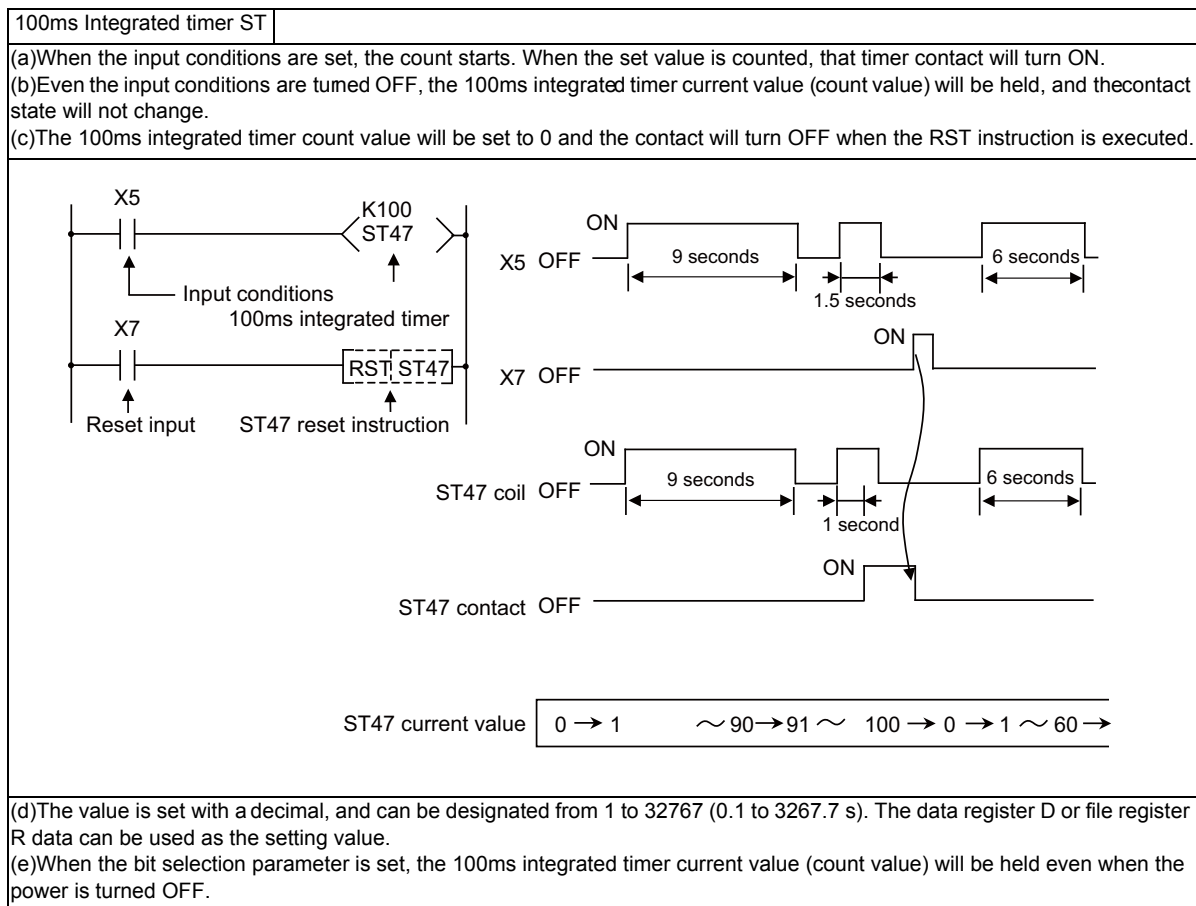 100ms Integrated timer ST
(a)When the input conditions are set, the count starts. When the set value is counted, that timer contact will turn ON.
(b)Even the input conditions are turned OFF, the 100ms integrated timer current value (count value) will be held, and thecontact
state will not change.
(c)The 100ms integrated timer count value will be set to 0 and the contact will turn OFF when the RST instruction is executed.
X5
K100
ST47
Input conditions
100ms integrated timer
X7
RST ST47
Reset input
ST47 reset instruction
ON
X5 OFF
9 seconds
1.5 seconds
6 seconds
ON
X7 OFF
ON
ST47 coil OFF
9 seconds
1 second
6 seconds
ON
ST47 contact OFF
ST47 current value
0 → 1 ～ 90 → 91 ～ 100 → 0 → 1 ～ 60 →
(d)The value is set with a decimal, and can be designated from 1 to 32767 (0.1 to 3267.7 s). The data register D or file register
R data can be used as the setting value.
(e)When the bit selection parameter is set, the 100ms integrated timer current value (count value) will be held even when the
power is turned OFF.